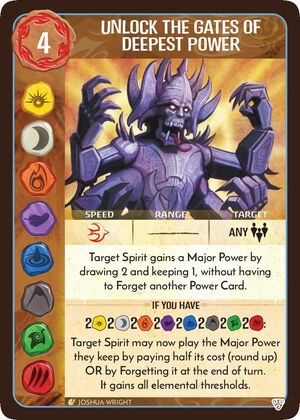 4
UNLOCK THE GATES OF
DEEPEST POWER
SPEED RANGE TARGET
ANY
Target Spirit gains a Major Power by
drawing 2 and keeping 1, without having
to Forget another Power Card.
IF YOU HAVE
2 2 2 2 2 2 2 2 :
Target Spirit may now play the Major Power
they keep by paying half its cost (round up)
OR by Forgetting it at the end of turn.
It gains all elemental thresholds.
JOSHUA WRIGHT